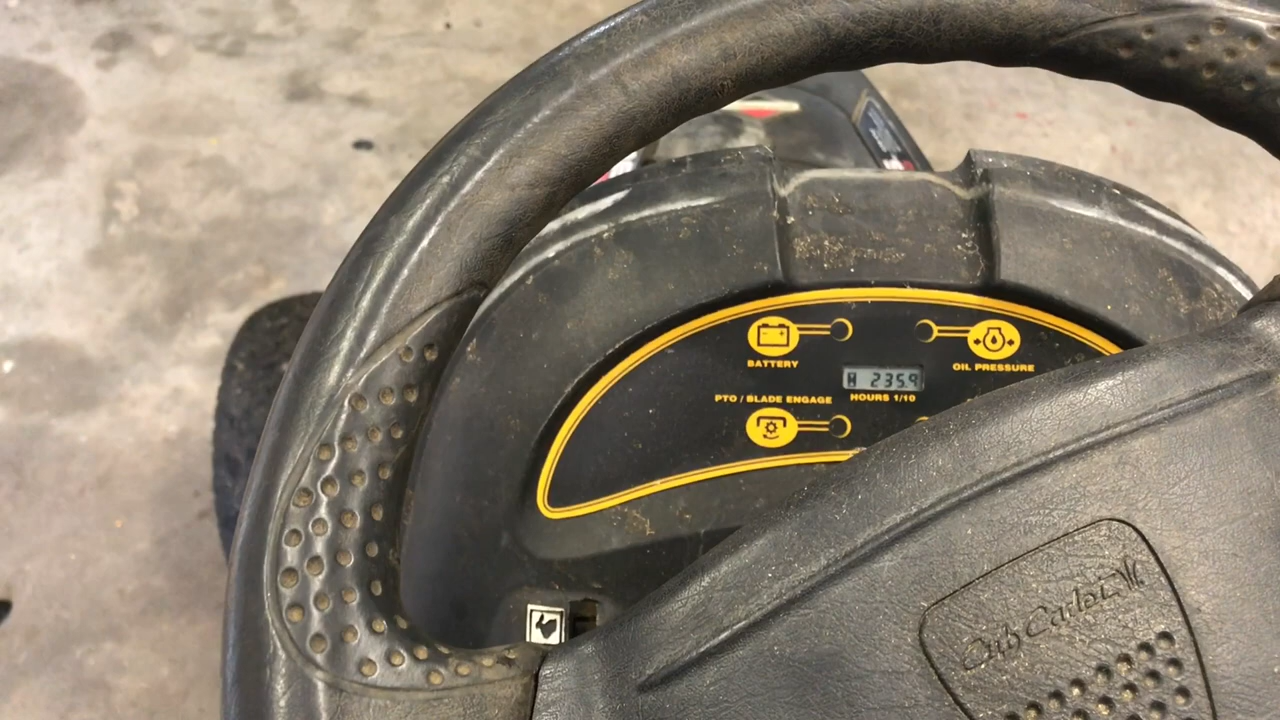 BATTERY
OIL PRESSURE
H 235.9
PTO / BLADE ENGAGE
HOURS 1/10
Cub Cadet